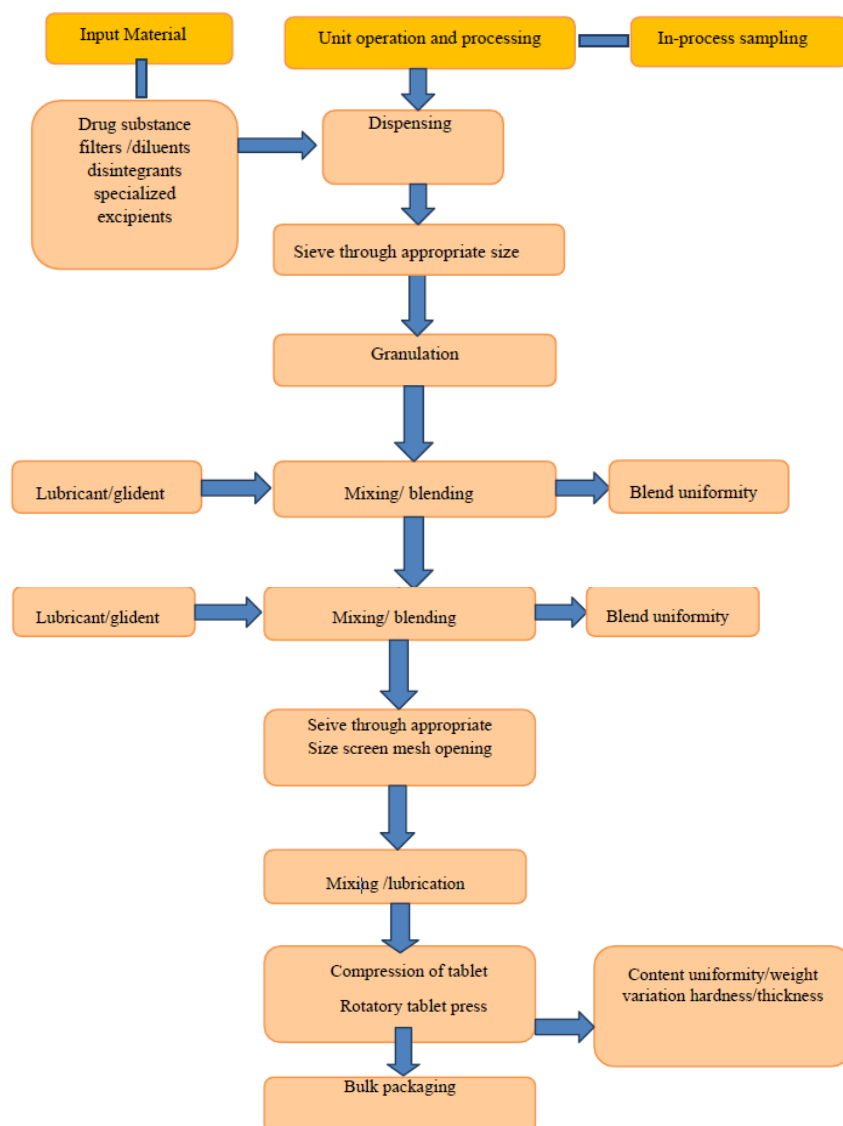 Input Material
Unit operation and processing
In-process sampling
Drug substance
filters /diluents
disintegrants
specialized
excipients
Dispensing
Sieve through appropriate size
Granulation
Lubricant/glident
Mixing/ blending
Blend uniformity
Lubricant/glident
Mixing/ blending
Blend uniformity
Seive through appropriate
Size screen mesh opening
Mixing /lubrication
Compression of tablet
Rotatory tablet press
Content uniformity/weight
variation hardness/thickness
Bulk packaging